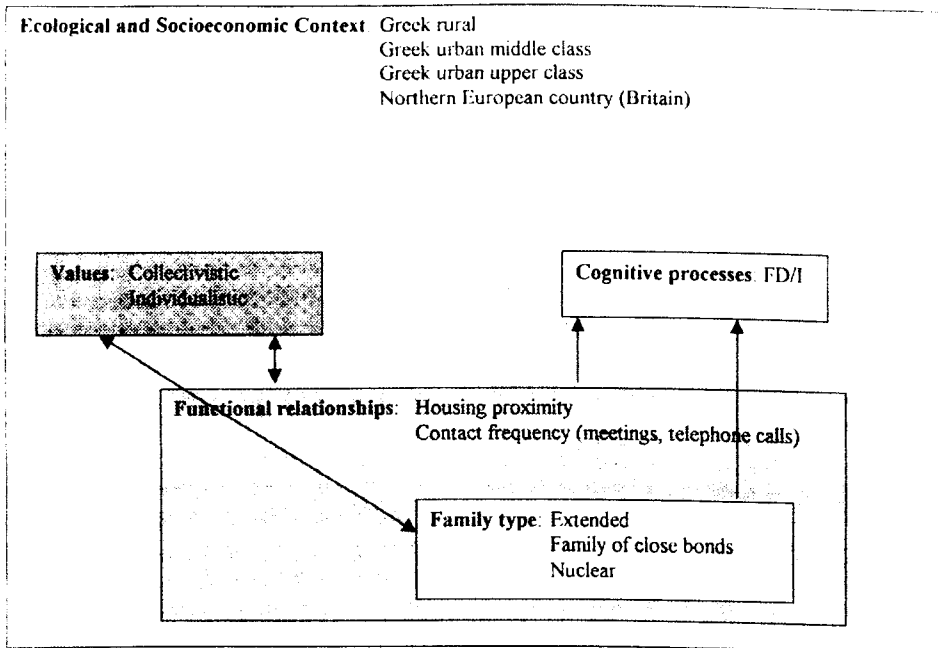 Ecological and Socioeconomic Context Greek rural
Greek urban middle class
Greek urban upper class
Northern European country (Britain)
Values: Collectivistic
Individualistic
Cognitive processes: FD/I
Functional relationships: Housing proximity
Contact frequency (meetings, telephone calls)
Family type: Extended
Family of close bonds
Nuclear